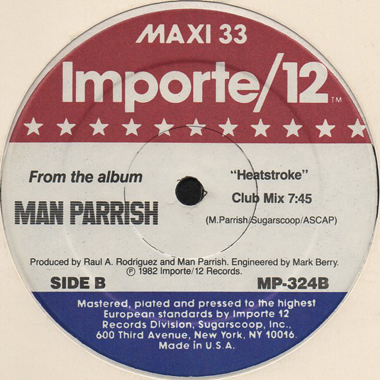 MAXI 33
Importe/12 TM
From the album
MAN PARRISH
"Heatstroke"
Club Mix 7:45
(M.Parrish/Sugarscoop/ASCAP)
Produced by Raul A. Rodriguez and Man Parrish. Engineered by Mark Berry.
Ⓟ 1982 Importe/12 Records.
SIDE B MP-324B
Mastered, plated and pressed to the highest
European standards by Importe 12
Records Division, Sugarscoop, Inc.,
600 Third Avenue, New York, NY 10016.
Made in U.S.A.